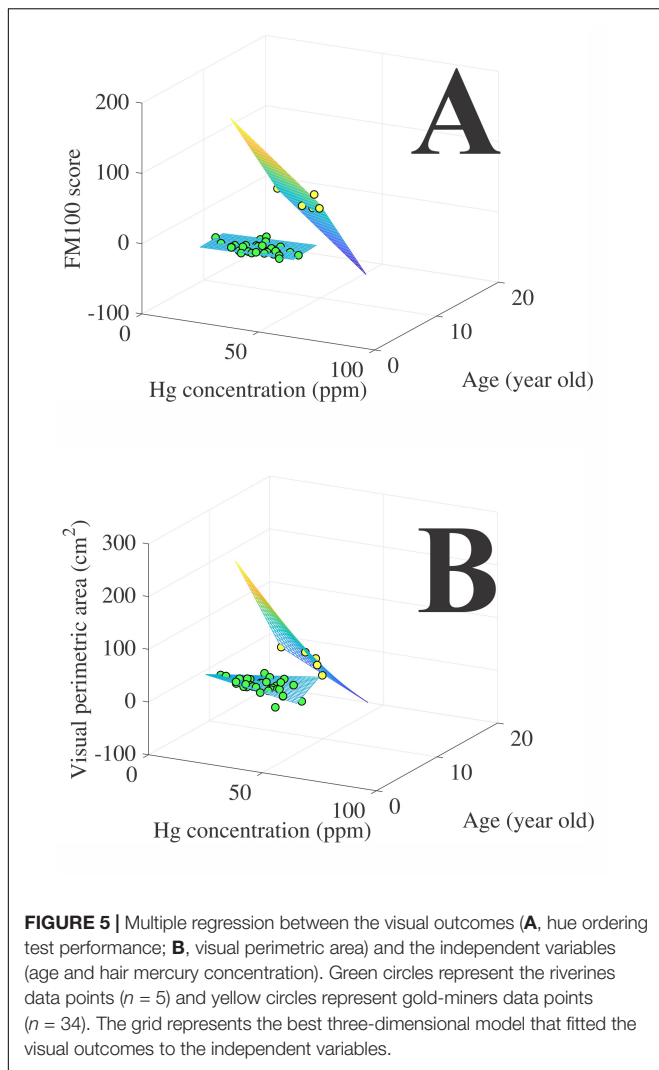 A
200
100
0
-100
FM100 score
0
50
100
Hg concentration (ppm)
0
10
20
Age (year old)
B
300
200
100
0
-100
Visual perimetric area (cm²)
0
50
100
Hg concentration (ppm)
0
10
20
Age (year old)
FIGURE 5 | Multiple regression between the visual outcomes (A, hue ordering
test performance; B, visual perimetric area) and the independent variables
(age and hair mercury concentration). Green circles represent the riverines
data points (n = 5) and yellow circles represent gold-miners data points
(n = 34). The grid represents the best three-dimensional model that fitted the
visual outcomes to the independent variables.